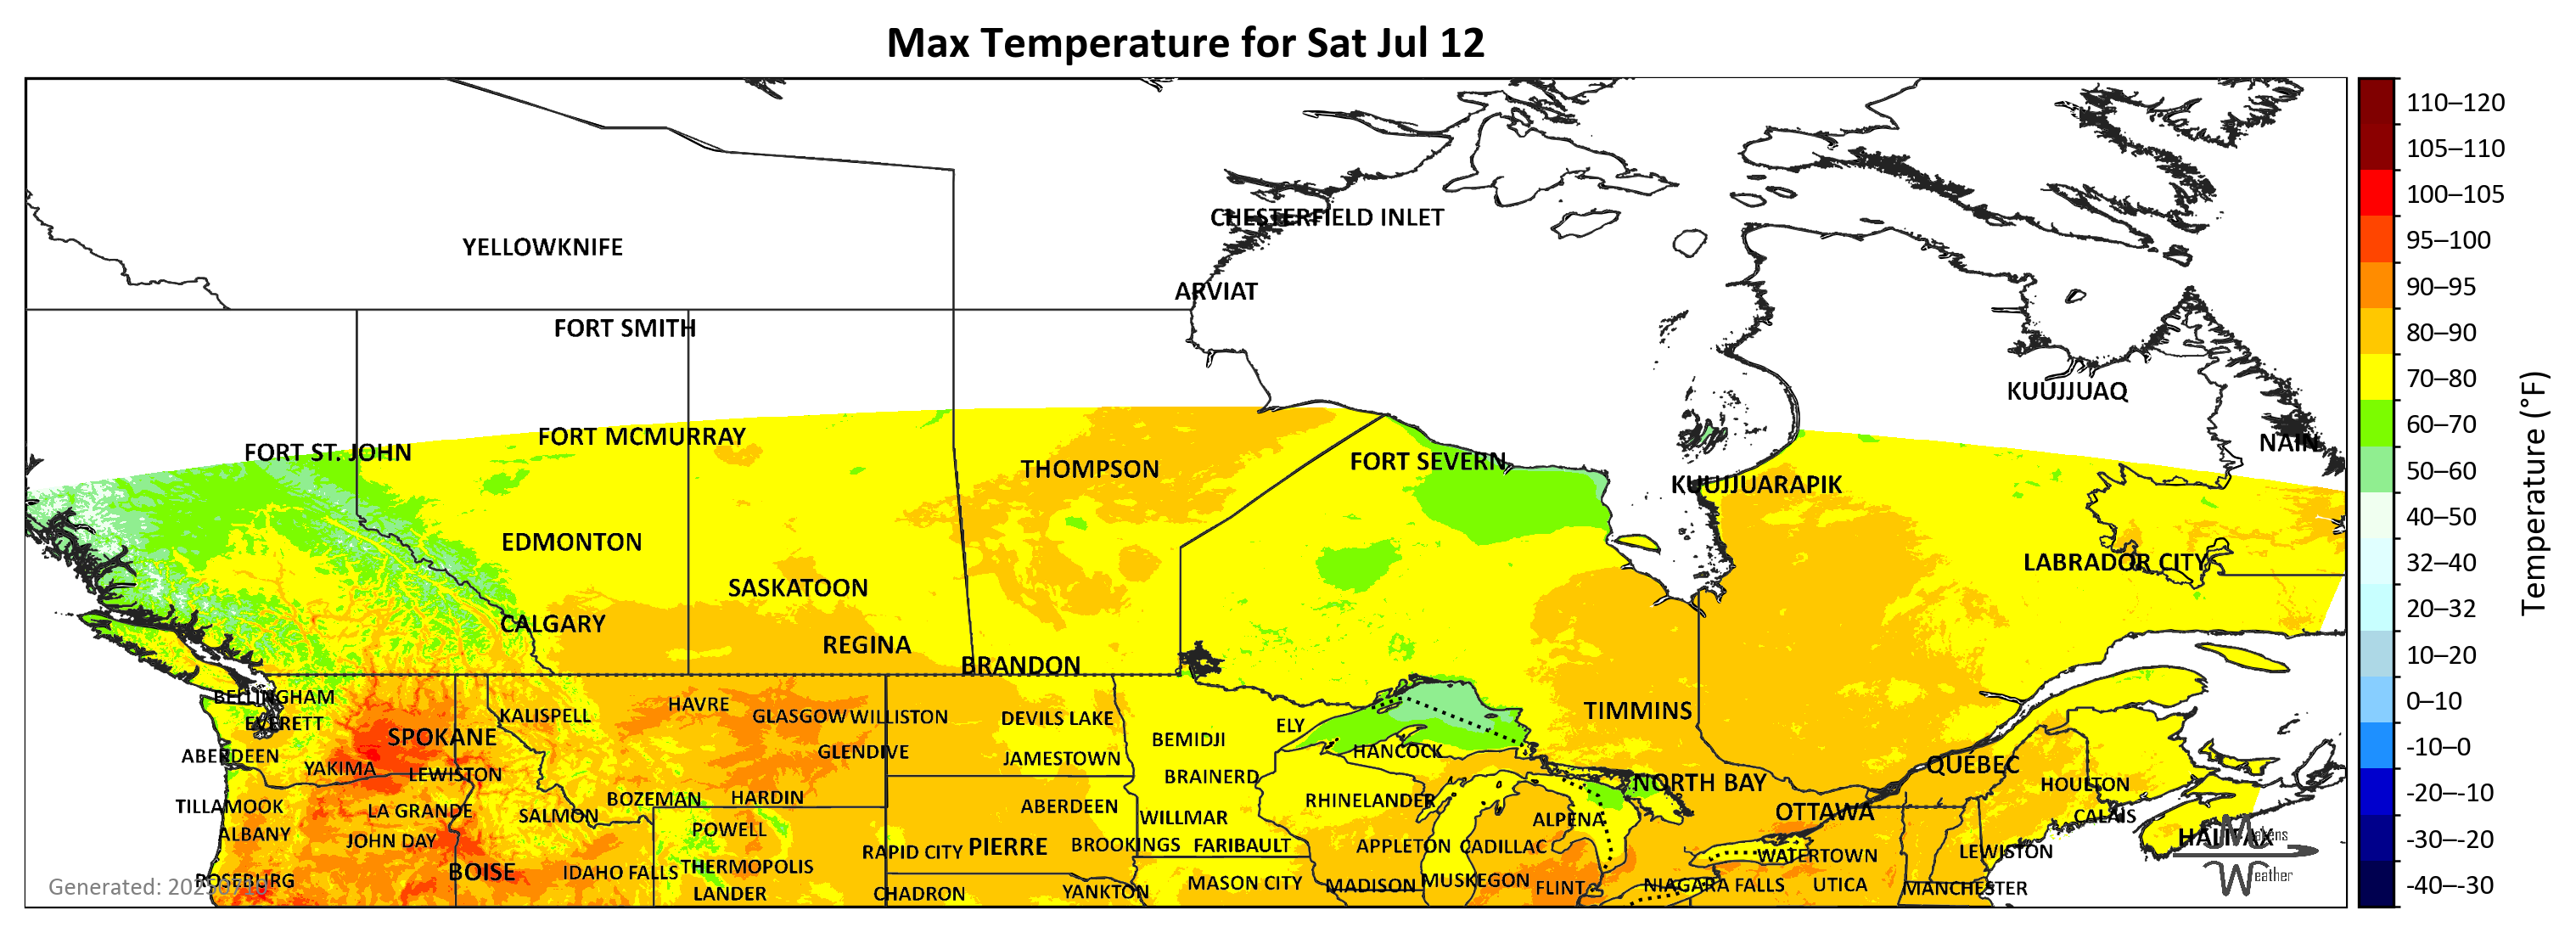 Max Temperature for Sat Jul 12
CHESTERFIELD INLET
YELLOWKNIFE
ARVIAT
FORT SMITH
KUUJJUAQ
FORT MCMURRAY
NAIN
FORT ST. JOHN
FORT SEVERN
THOMPSON
KUUJJUARAPIK
EDMONTON
LABRADOR CITY
SASKATOON
CALGARY
REGINA
BRANDON
BELLINGHAM
HAVRE
TIMMINS
KALISPELL
GLASGOW
WILLISTON
DEVILS LAKE
EVERETT
ELY
SPOKANE
BEMIDJI
HANCOCK
GLENDIVE
ABERDEEN
JAMESTOWN
QUÉBEC
YAKIMA
LEWISTON
BRAINERD
NORTH BAY
HOULTON
BOZEMAN
HARDIN
RHINELANDER
TILLAMOOK
LA GRANDE
ABERDEEN
OTTAWA
SALMON
WILLMAR
CALAIS
ALPENA
POWELL
ALBANY
HALIFAX
JOHN DAY
BROOKINGS
FARIBAULT
APPLETON
CADILLAC
PIERRE
RAPID CITY
WATERTOWN
LEWISTON
THERMOPOLIS
BOISE
IDAHO FALLS
ROSEBURG
MUSKEGON
MASON CITY
MADISON
NIAGARA FALLS
UTICA
FLINT
MANCHESTER
YANKTON
LANDER
CHADRON
Makens
Weather
110–120
105–110
100–105
95–100
90–95
80–90
70–80
60–70
50–60
40–50
32–40
20–32
10–20
0–10
-10–0
-20–-10
-30–-20
-40–-30
Temperature (°F)
Generated: